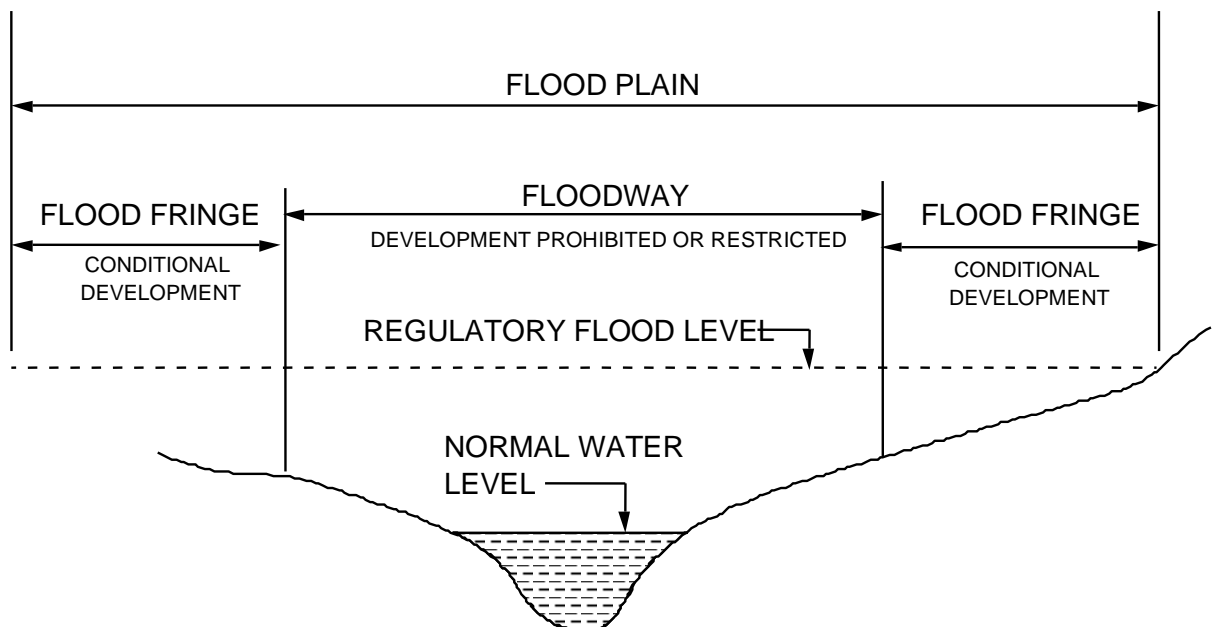 FLOOD PLAIN
FLOOD FRINGE
CONDITIONAL
DEVELOPMENT
FLOODWAY
DEVELOPMENT PROHIBITED OR RESTRICTED
FLOOD FRINGE
CONDITIONAL
DEVELOPMENT
REGULATORY FLOOD LEVEL
NORMAL WATER
LEVEL